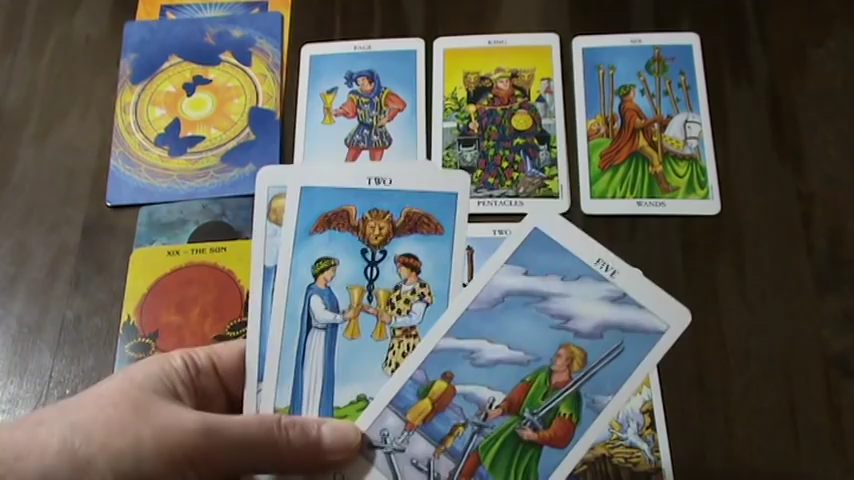 PAGE
KING
SIX
PENTACLES
WANDS
TWO
TWO
FIVE
XIX — THE SUN